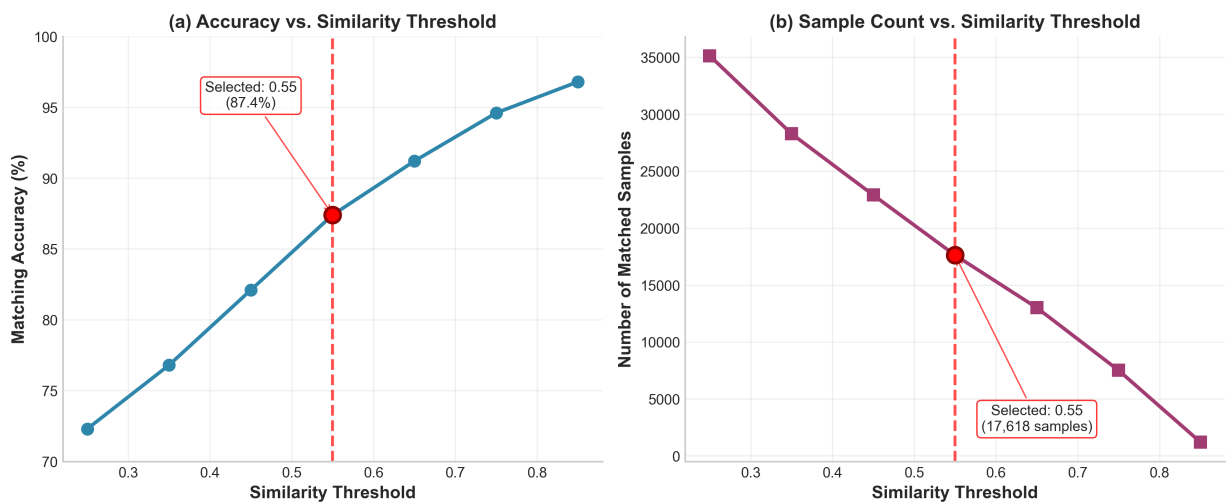 (a) Accuracy vs. Similarity Threshold
100
95
90
85
80
75
70
Matching Accuracy (%)
Selected: 0.55
(87.4%)
0.3 0.4 0.5 0.6 0.7 0.8
Similarity Threshold
(b) Sample Count vs. Similarity Threshold
35000
30000
25000
20000
15000
10000
5000
0
Number of Matched Samples
Selected: 0.55
(17,618 samples)
0.3 0.4 0.5 0.6 0.7 0.8
Similarity Threshold